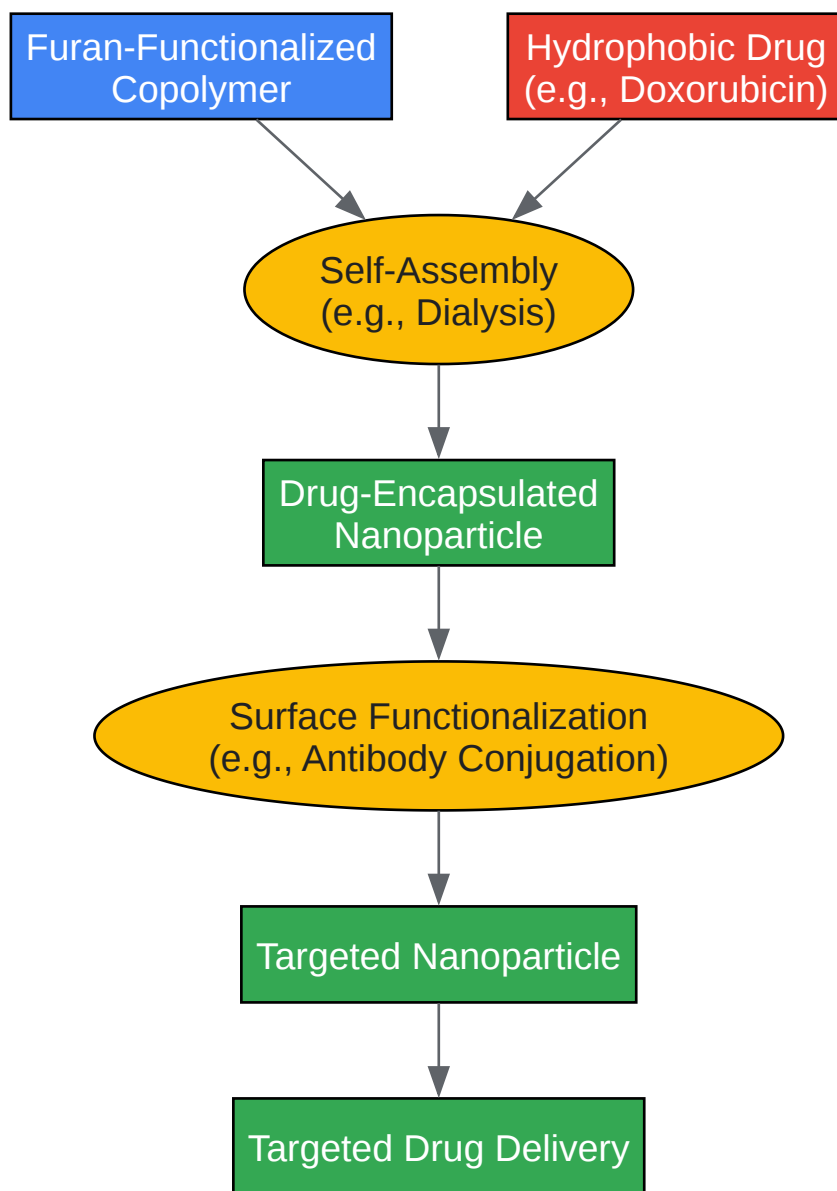 Furan-Functionalized
Copolymer
Hydrophobic Drug
(e.g., Doxorubicin)
Self-Assembly
(e.g., Dialysis)
Drug-Encapsulated
Nanoparticle
Surface Functionalization
(e.g., Antibody Conjugation)
Targeted Nanoparticle
Targeted Drug Delivery